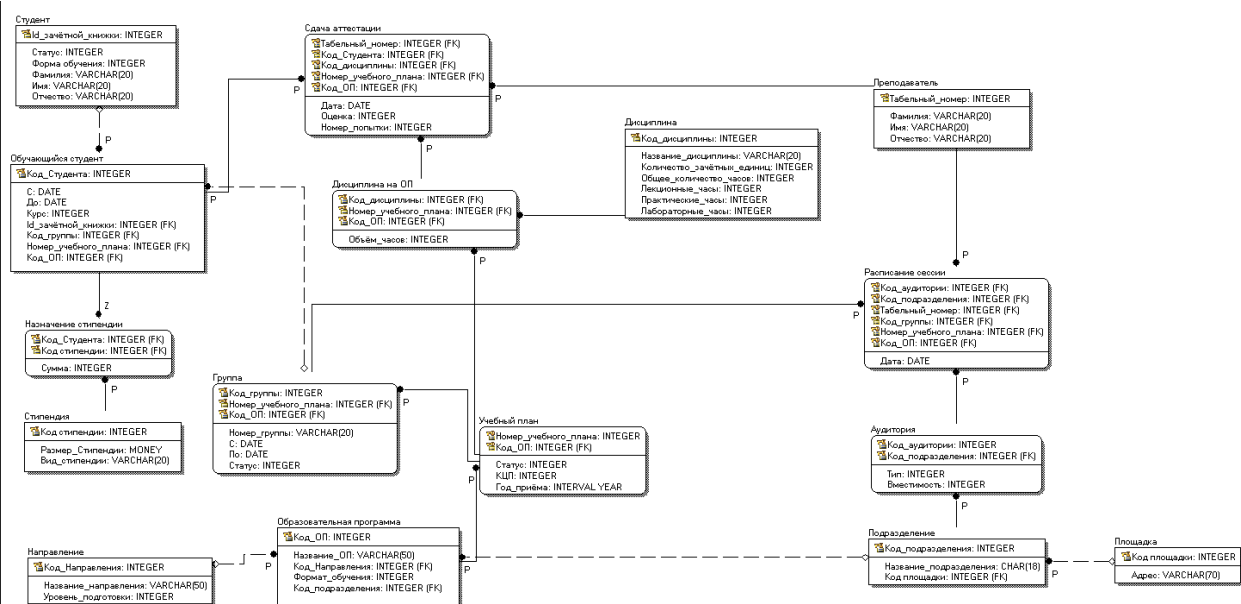 Студент
Id_зачётной_книжки: INTEGER
Статус: INTEGER
Форма обучения: INTEGER
Фамилия: VARCHAR(20)
Имя: VARCHAR(20)
Отчество: VARCHAR(20)
P
Обучающийся студент
Код_Студента: INTEGER
С: DATE
До: DATE
Курс: INTEGER
Id_зачётной_книжки: INTEGER (FK)
Код_группы: INTEGER (FK)
Номер_учебного_плана: INTEGER (FK)
Код_ОП: INTEGER (FK)
P
Z
Назначение стипендии
Код_Студента: INTEGER (FK)
Код стипендии: INTEGER (FK)
Сумма: INTEGER
P
Стипендия
Код стипендии: INTEGER
Размер_Стипендии: MONEY
Вид_стипендии: VARCHAR(20)
Сдача аттестации
Табельный_номер: INTEGER (FK)
Код_Студента: INTEGER (FK)
Код_дисциплины: INTEGER (FK)
Номер_учебного_плана: INTEGER (FK)
Код_ОП: INTEGER (FK)
Дата: DATE
Оценка: INTEGER
Номер_попытки: INTEGER
P
P
P
Дисциплина на ОП
Код_дисциплины: INTEGER (FK)
Номер_учебного_плана: INTEGER (FK)
Код_ОП: INTEGER (FK)
Объём_часов: INTEGER
P
P
Дисциплина
Код_дисциплины: INTEGER
Название_дисциплины: VARCHAR(20)
Количество_зачётных_единиц: INTEGER
Общее_количество_часов: INTEGER
Лекционные_часы: INTEGER
Практические_часы: INTEGER
Лабораторные_часы: INTEGER
Преподаватель
Табельный_номер: INTEGER
Фамилия: VARCHAR(20)
Имя: VARCHAR(20)
Отчество: VARCHAR(20)
P
Расписание сессии
Код_аудитории: INTEGER (FK)
Код_подразделения: INTEGER (FK)
Табельный_номер: INTEGER (FK)
Код_группы: INTEGER (FK)
Номер_учебного_плана: INTEGER (FK)
Код_ОП: INTEGER (FK)
Дата: DATE
P
P
Группа
Код_группы: INTEGER
Номер_учебного_плана: INTEGER (FK)
Код_ОП: INTEGER (FK)
Номер_группы: VARCHAR(20)
С: DATE
По: DATE
Статус: INTEGER
P
Учебный план
Номер_учебного_плана: INTEGER
Код_ОП: INTEGER (FK)
Статус: INTEGER
КЦП: INTEGER
Год_приёма: INTERVAL YEAR
P
Аудитория
Код_аудитории: INTEGER
Код_подразделения: INTEGER (FK)
Тип: INTEGER
Вместимость: INTEGER
P
Направление
Код_Направления: INTEGER
Название_направления: VARCHAR(50)
Уровень_подготовки: INTEGER
P
Образовательная программа
Код_ОП: INTEGER
Название_ОП: VARCHAR(50)
Код_Направления: INTEGER (FK)
Формат_обучения: INTEGER
Код_подразделения: INTEGER (FK)
P
Подразделение
Код_подразделения: INTEGER
Название_подразделения: CHAR(18)
Код площадки: INTEGER (FK)
P
Площадка
Код площадки: INTEGER
Адрес: VARCHAR(70)